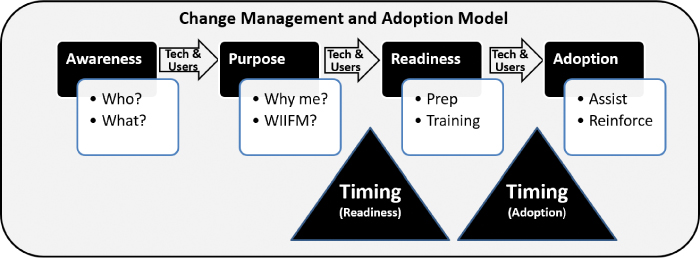 Change Management and Adoption Model
Awareness
Tech &
Users
Purpose
Tech &
Users
Readiness
Tech &
Users
Adoption
• Who?
• What?
• Why me?
• WIIFM?
• Prep
• Training
• Assist
• Reinforce
Timing
(Readiness)
Timing
(Adoption)